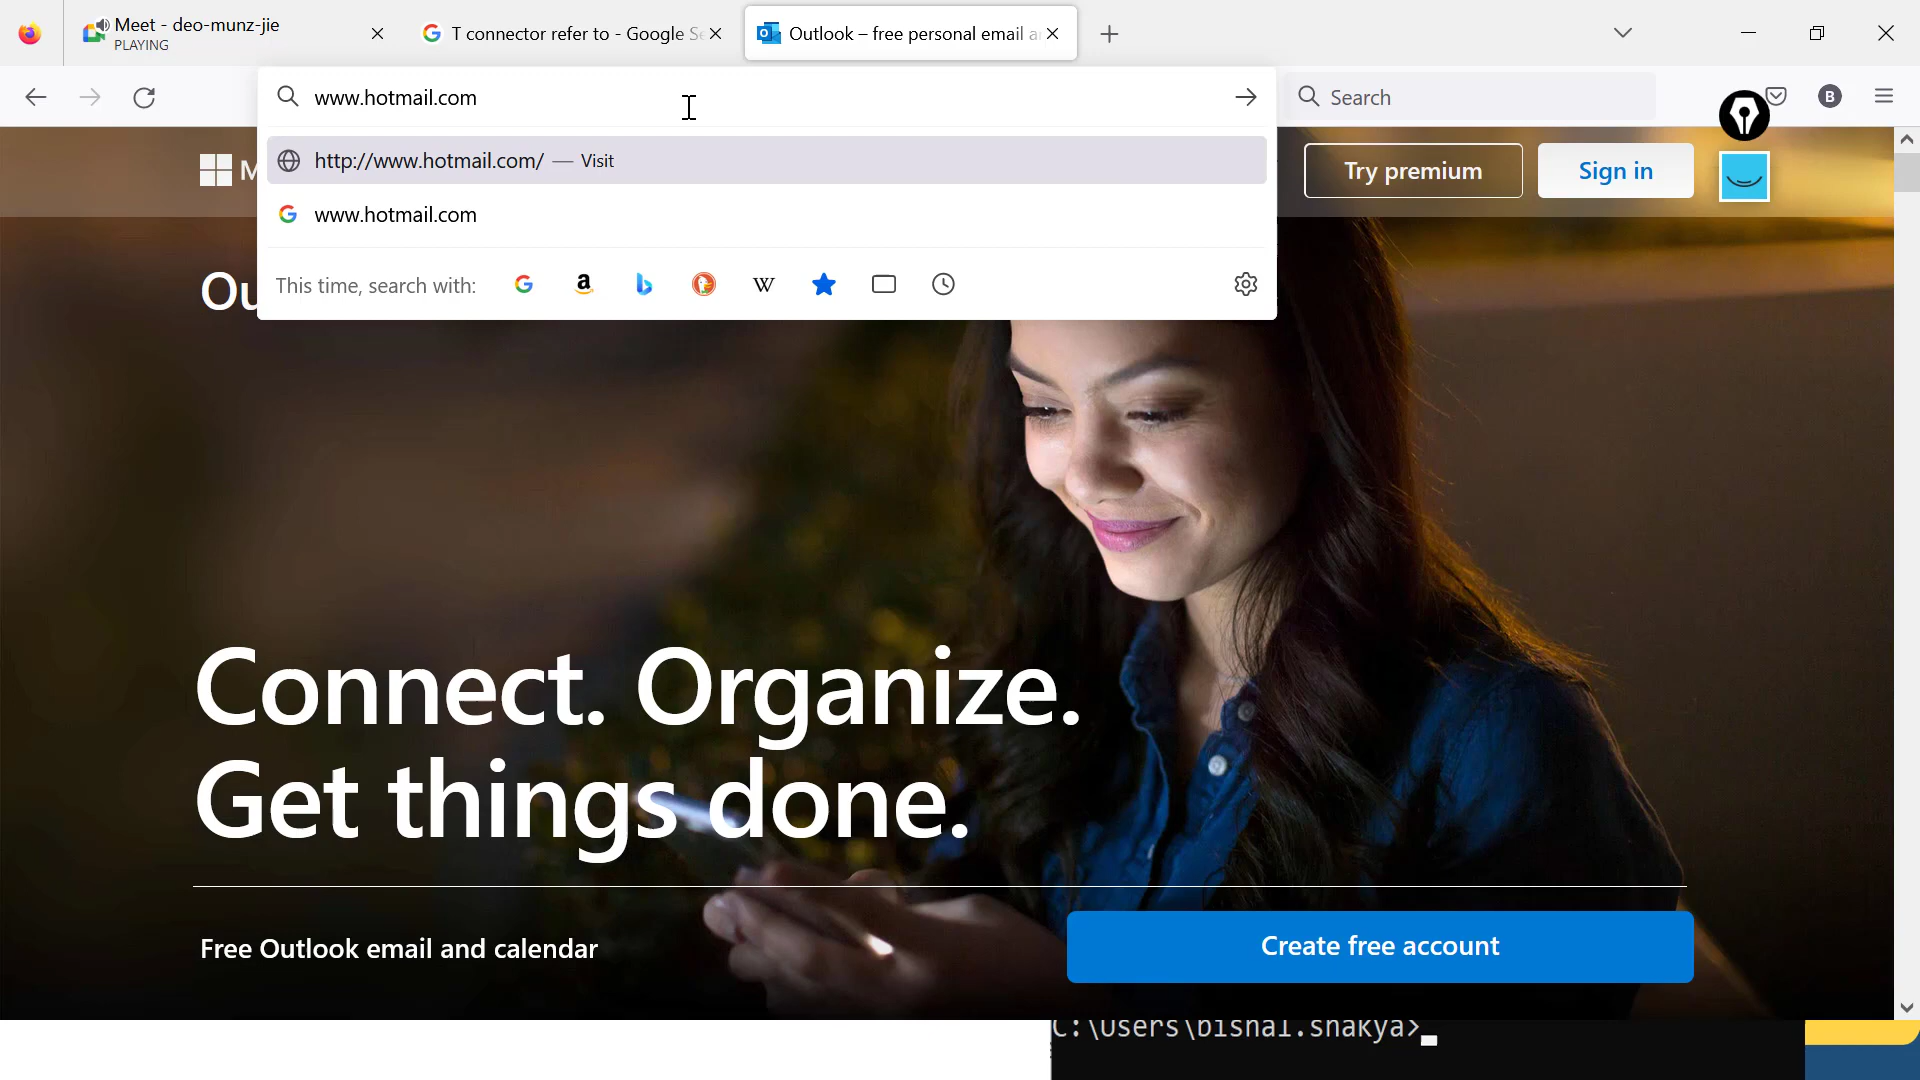 Meet - deo-munz-jie
PLAYING
T connector refer to - Google Se
Outlook – free personal email a
www.hotmail.com
Search
B
http://www.hotmail.com/ — Visit
www.hotmail.com
M
Try premium
Sign in
Ou
This time, search with:
Connect. Organize.
Get things done.
Free Outlook email and calendar
Create free account
C:\Users\bishal.shakya>